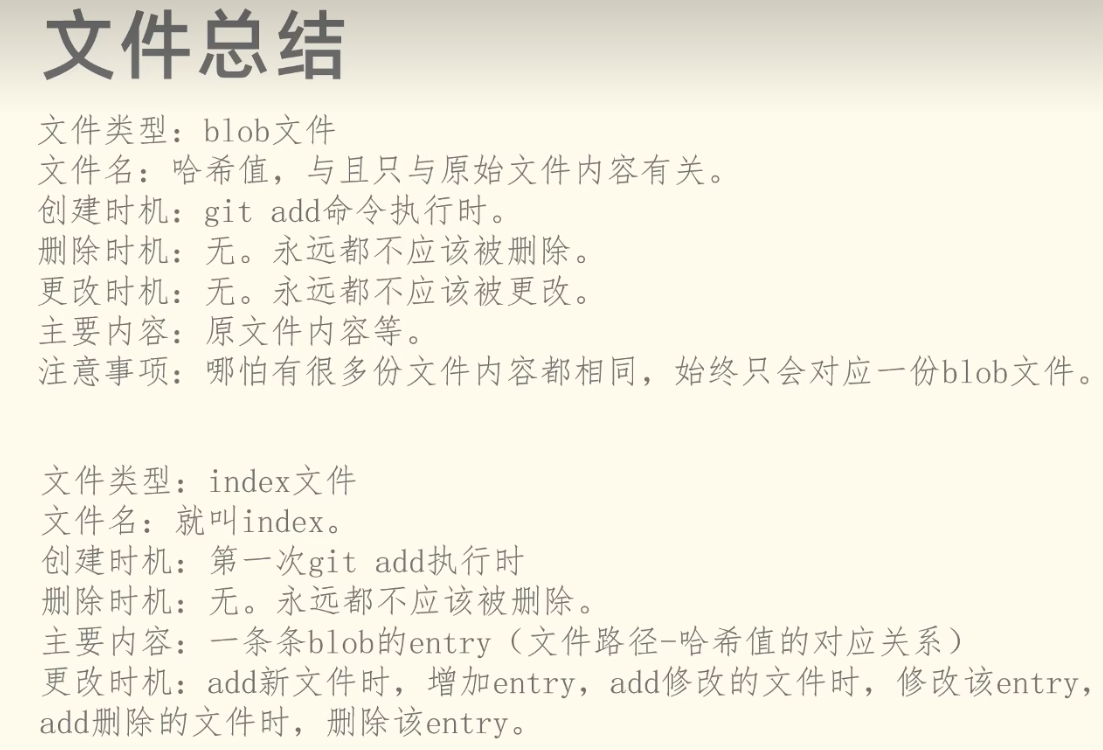 文件总结
文件类型：blob文件
文件名：哈希值，与且只与原始文件内容有关。
创建时机：git add命令执行时。
删除时机：无。永远都不应该被删除。
更改时机：无。永远都不应该被更改。
主要内容：原文件内容等。
注意事项：哪怕有很多份文件内容都相同，始终只会对应一份blob文件。
文件类型：index文件
文件名：就叫index。
创建时机：第一次git add执行时
删除时机：无。永远都不应该被删除。
主要内容：一条条blob的entry（文件路径-哈希值的对应关系）
更改时机：add新文件时，增加entry，add修改的文件时，修改该entry，
add删除的文件时，删除该entry。